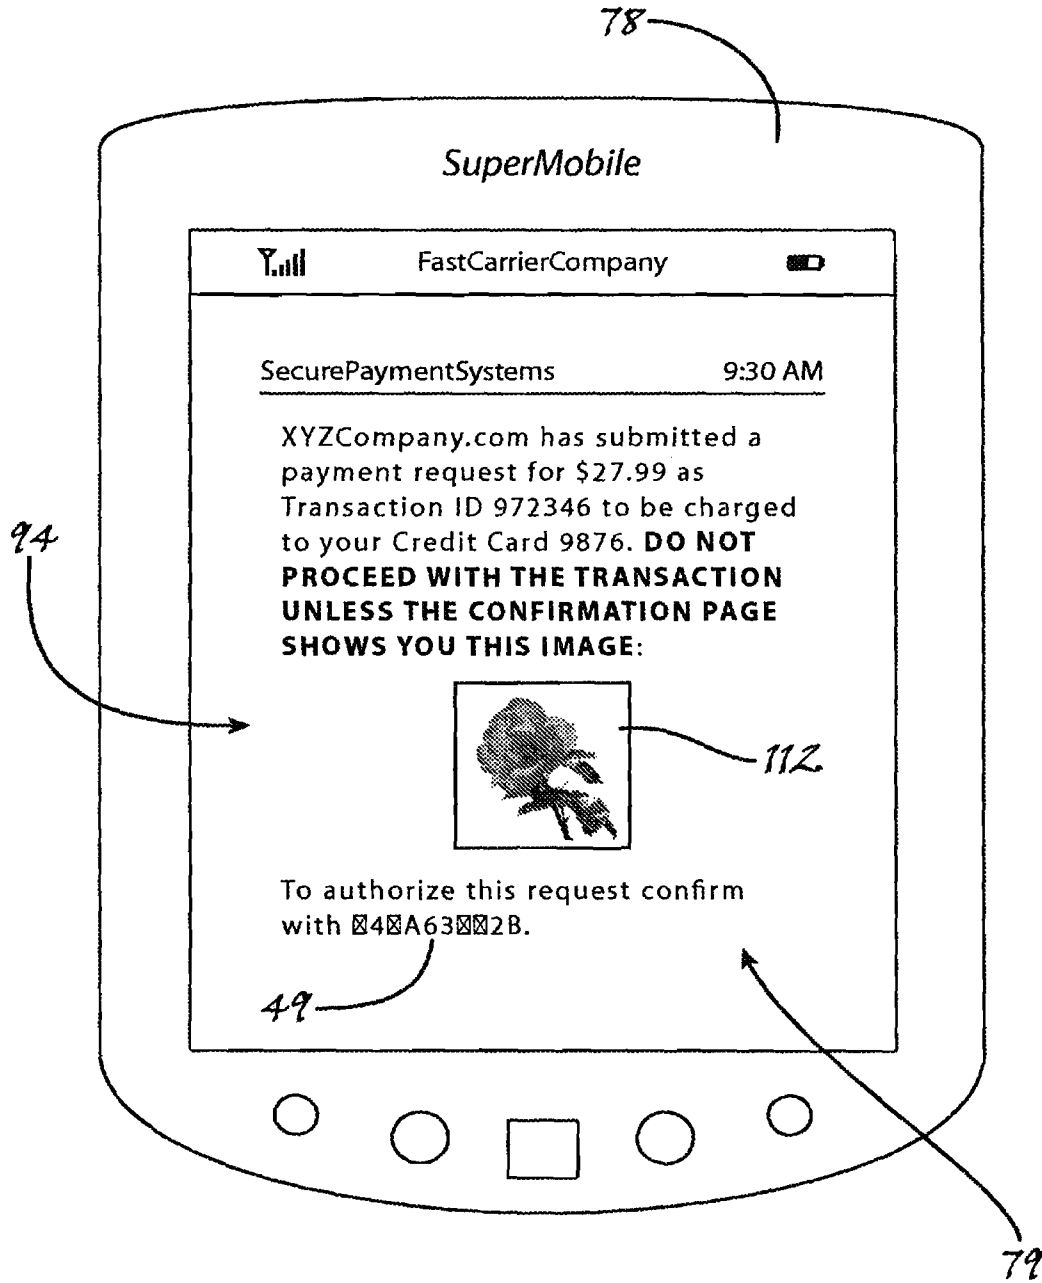 78
SuperMobile
FastCarrierCompany
SecurePaymentSystems 9:30 AM
XYZCompany.com has submitted a
payment request for $27.99 as
Transaction ID 972346 to be charged
to your Credit Card 9876. DO NOT
PROCEED WITH THE TRANSACTION
UNLESS THE CONFIRMATION PAGE
SHOWS YOU THIS IMAGE:
94
112
To authorize this request confirm
with ☒4☒A63☒☒2B.
49
79